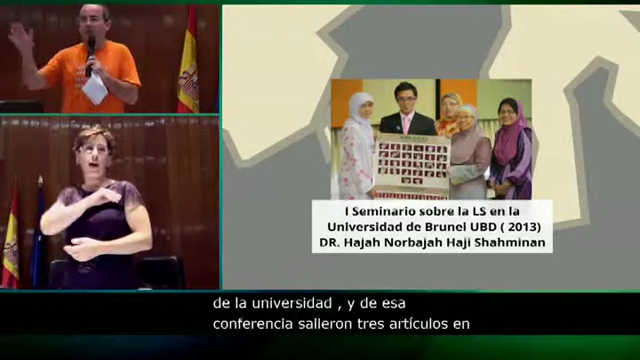 I Seminario sobre la LS en la
Universidad de Brunei UBD ( 2013)
DR. Hajah Norbajah Haji Shahminan
de la universidad , y de esa
conferencia salieron tres artículos en